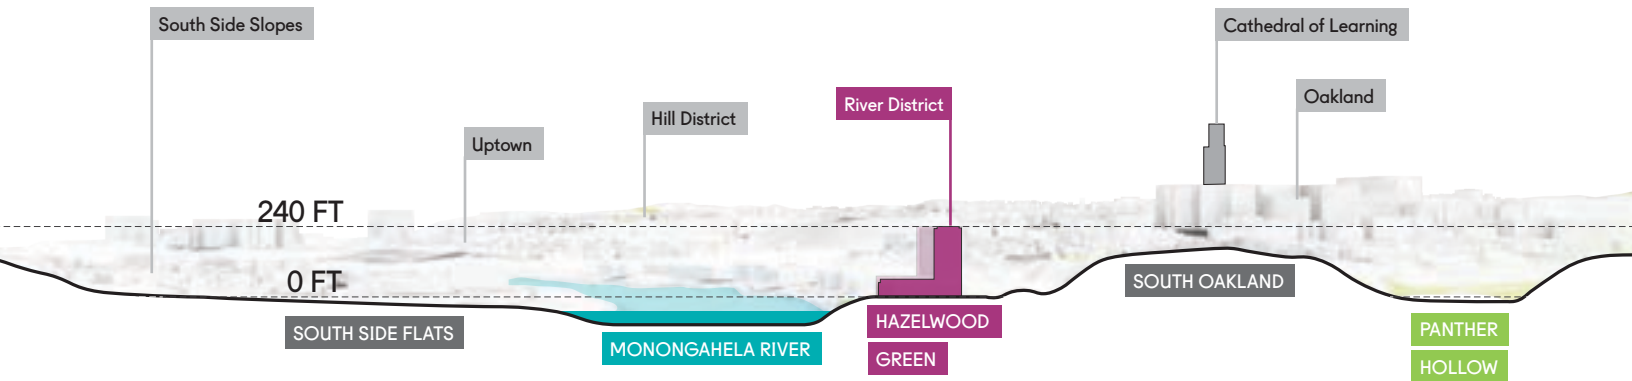 South Side Slopes
Cathedral of Learning
Oakland
River District
Hill District
Uptown
240 FT
0 FT
SOUTH OAKLAND
HAZELWOOD
GREEN
SOUTH SIDE FLATS
MONONGAHELA RIVER
PANTHER
HOLLOW